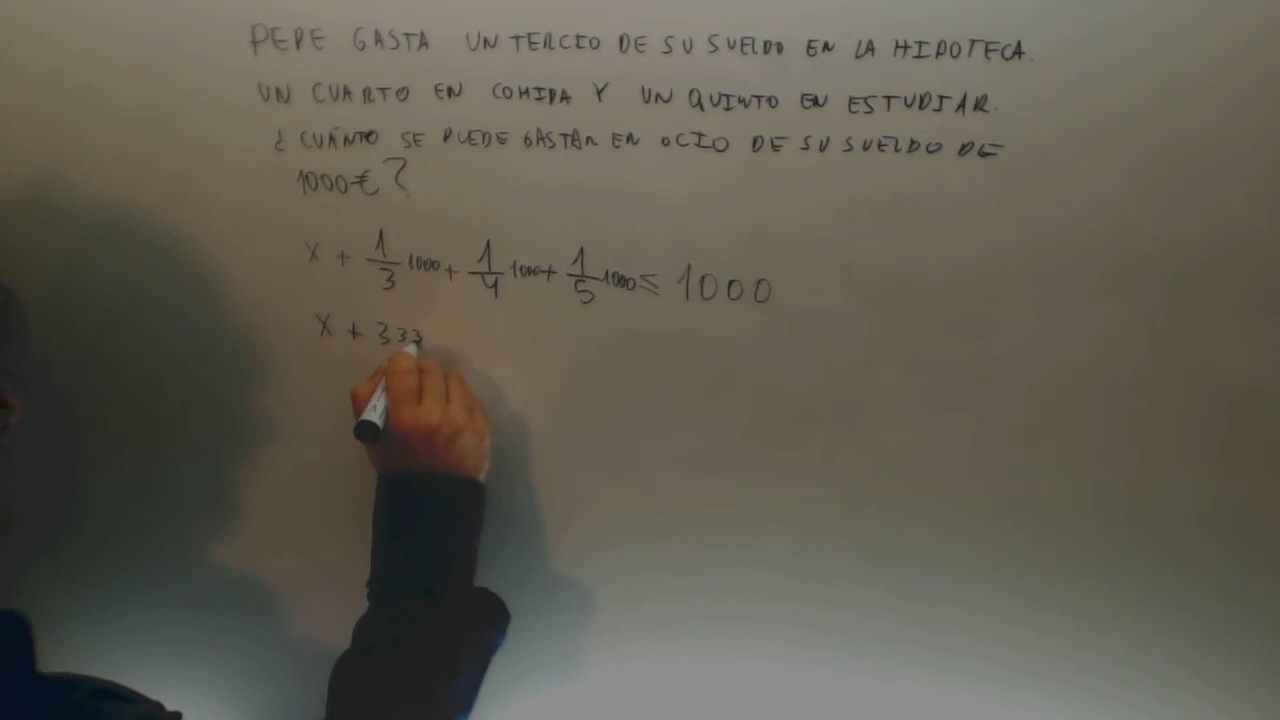 PEPE GASTA UN TERCIO DE SU SUELDO EN LA HIPOTECA.
UN CUARTO EN COMIDA Y UN QUINTO EN ESTUDIAR.
¿CUÁNTO SE PUEDE GASTAR EN OCIO DE SU SUELDO DE
1000€?
x + 1/3 1000 + 1/4 1000 + 1/5 1000 ≤ 1000
x + 333